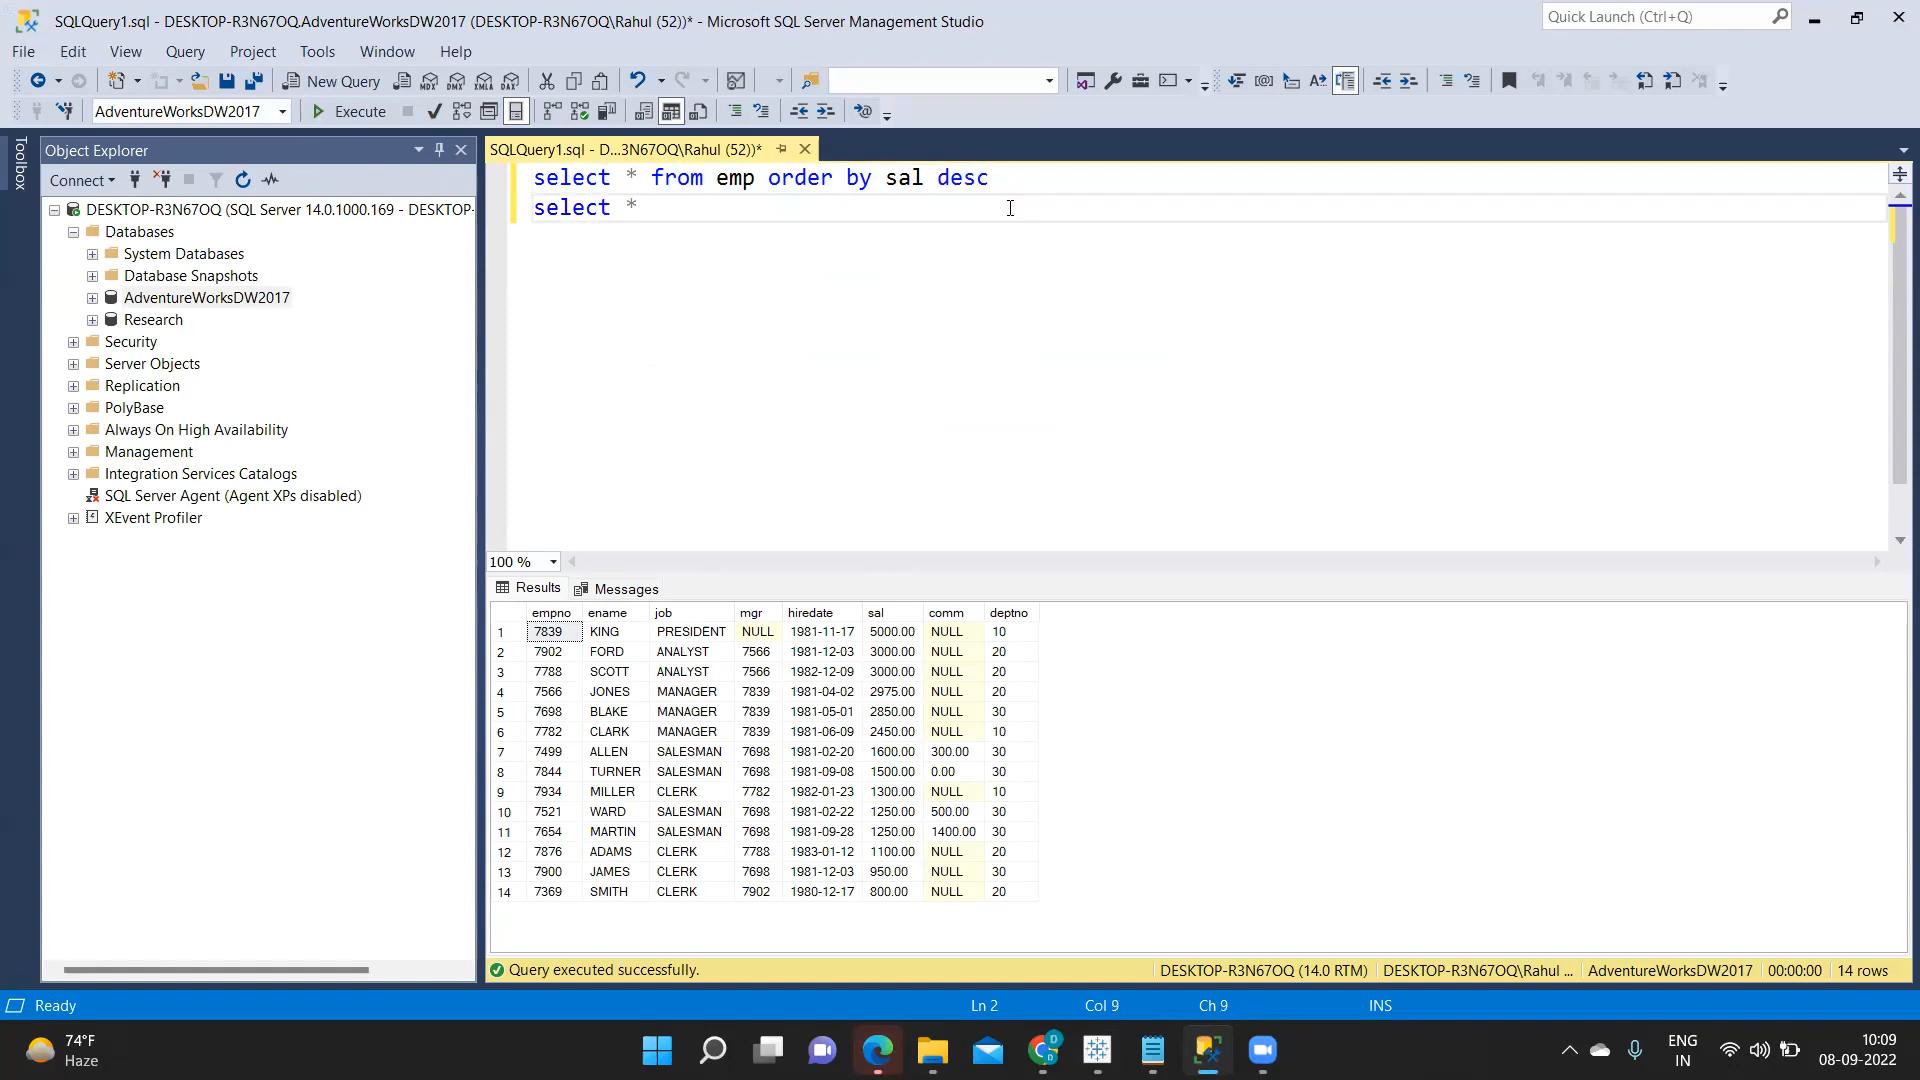 SQLQuery1.sql - DESKTOP-R3N67OQ.AdventureWorksDW2017 (DESKTOP-R3N67OQ\Rahul (52))* - Microsoft SQL Server Management Studio
Quick Launch (Ctrl+Q)
File Edit View Query Project Tools Window Help
New Query
AdventureWorksDW2017 Execute
Toolbox
Object Explorer
Connect
DESKTOP-R3N67OQ (SQL Server 14.0.1000.169 - DESKTOP-
Databases
System Databases
Database Snapshots
AdventureWorksDW2017
Research
Security
Server Objects
Replication
PolyBase
Always On High Availability
Management
Integration Services Catalogs
SQL Server Agent (Agent XPs disabled)
XEvent Profiler
SQLQuery1.sql - D...3N67OQ\Rahul (52))*
select * from emp order by sal desc
select *
100 %
Results Messages
empno ename job mgr hiredate sal comm deptno
1 7839 KING PRESIDENT NULL 1981-11-17 5000.00 NULL 10
2 7902 FORD ANALYST 7566 1981-12-03 3000.00 NULL 20
3 7788 SCOTT ANALYST 7566 1982-12-09 3000.00 NULL 20
4 7566 JONES MANAGER 7839 1981-04-02 2975.00 NULL 20
5 7698 BLAKE MANAGER 7839 1981-05-01 2850.00 NULL 30
6 7782 CLARK MANAGER 7839 1981-06-09 2450.00 NULL 10
7 7499 ALLEN SALESMAN 7698 1981-02-20 1600.00 300.00 30
8 7844 TURNER SALESMAN 7698 1981-09-08 1500.00 0.00 30
9 7934 MILLER CLERK 7782 1982-01-23 1300.00 NULL 10
10 7521 WARD SALESMAN 7698 1981-02-22 1250.00 500.00 30
11 7654 MARTIN SALESMAN 7698 1981-09-28 1250.00 1400.00 30
12 7876 ADAMS CLERK 7788 1983-01-12 1100.00 NULL 20
13 7900 JAMES CLERK 7698 1981-12-03 950.00 NULL 30
14 7369 SMITH CLERK 7902 1980-12-17 800.00 NULL 20
Query executed successfully. DESKTOP-R3N67OQ (14.0 RTM) DESKTOP-R3N67OQ\Rahul ... AdventureWorksDW2017 00:00:00 14 rows
Ready Ln 2 Col 9 Ch 9 INS
74°F
Haze
ENG
IN
10:09
08-09-2022